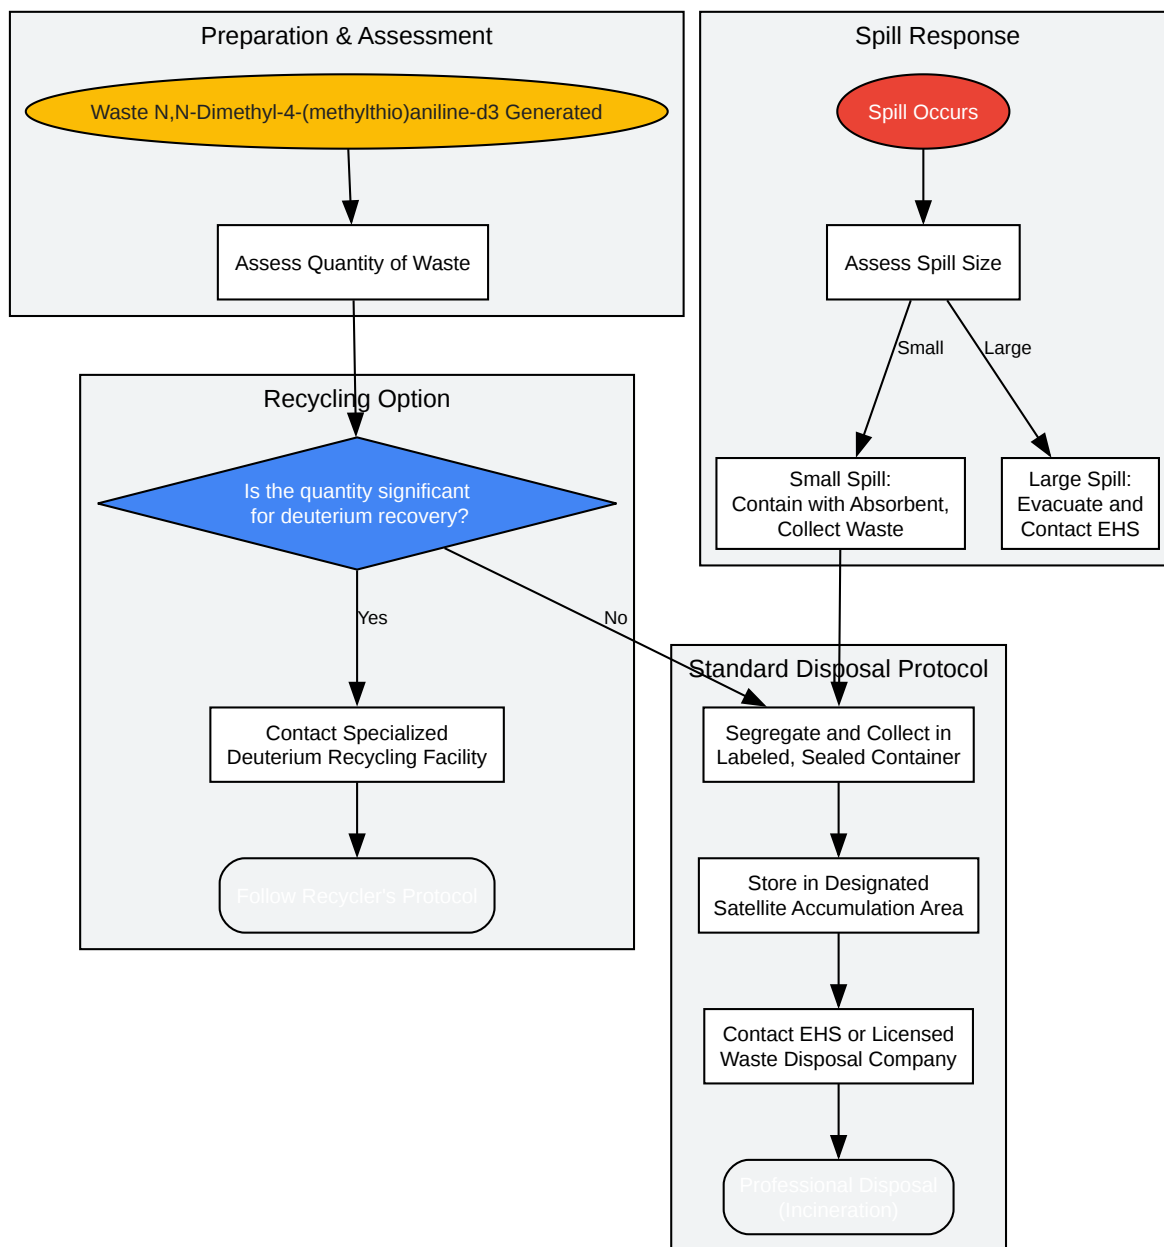 Preparation & Assessment
Waste N,N-Dimethyl-4-(methylthio)aniline-d3 Generated
Assess Quantity of Waste
Spill Response
Spill Occurs
Assess Spill Size
Small
Large
Small Spill:
Contain with Absorbent,
Collect Waste
Large Spill:
Evacuate and
Contact EHS
Recycling Option
Is the quantity significant
for deuterium recovery?
Yes
No
Contact Specialized
Deuterium Recycling Facility
Follow Recycler's Protocol
Standard Disposal Protocol
Segregate and Collect in
Labeled, Sealed Container
Store in Designated
Satellite Accumulation Area
Contact EHS or Licensed
Waste Disposal Company
Professional Disposal
(Incineration)